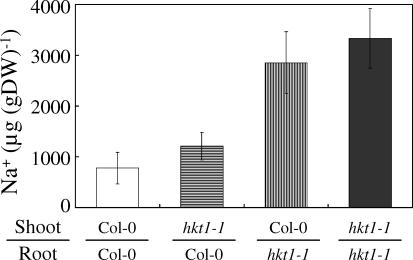 Na⁺ (µg (gDW)⁻¹)
4000
3000
2000
1000
0
Shoot Col-0 hkt1-1 Col-0 hkt1-1
Root Col-0 Col-0 hkt1-1 hkt1-1